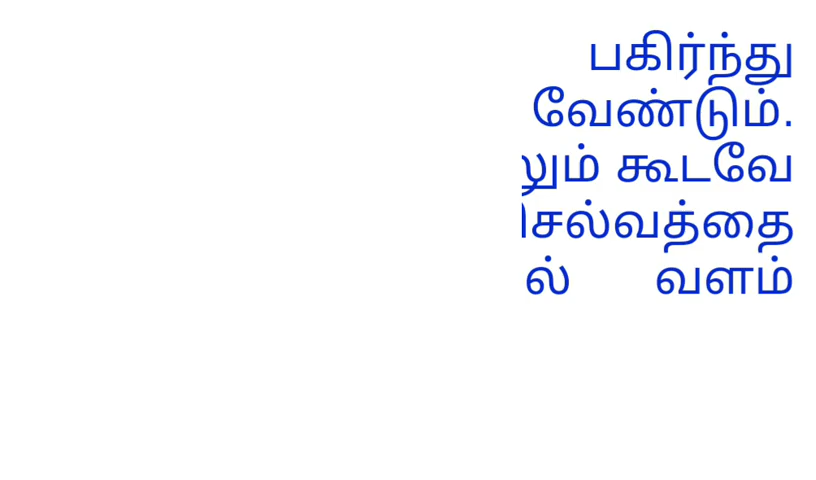 பகிர்ந்து
வேண்டும்.
கூடவே
செல்வத்தை
வளம்